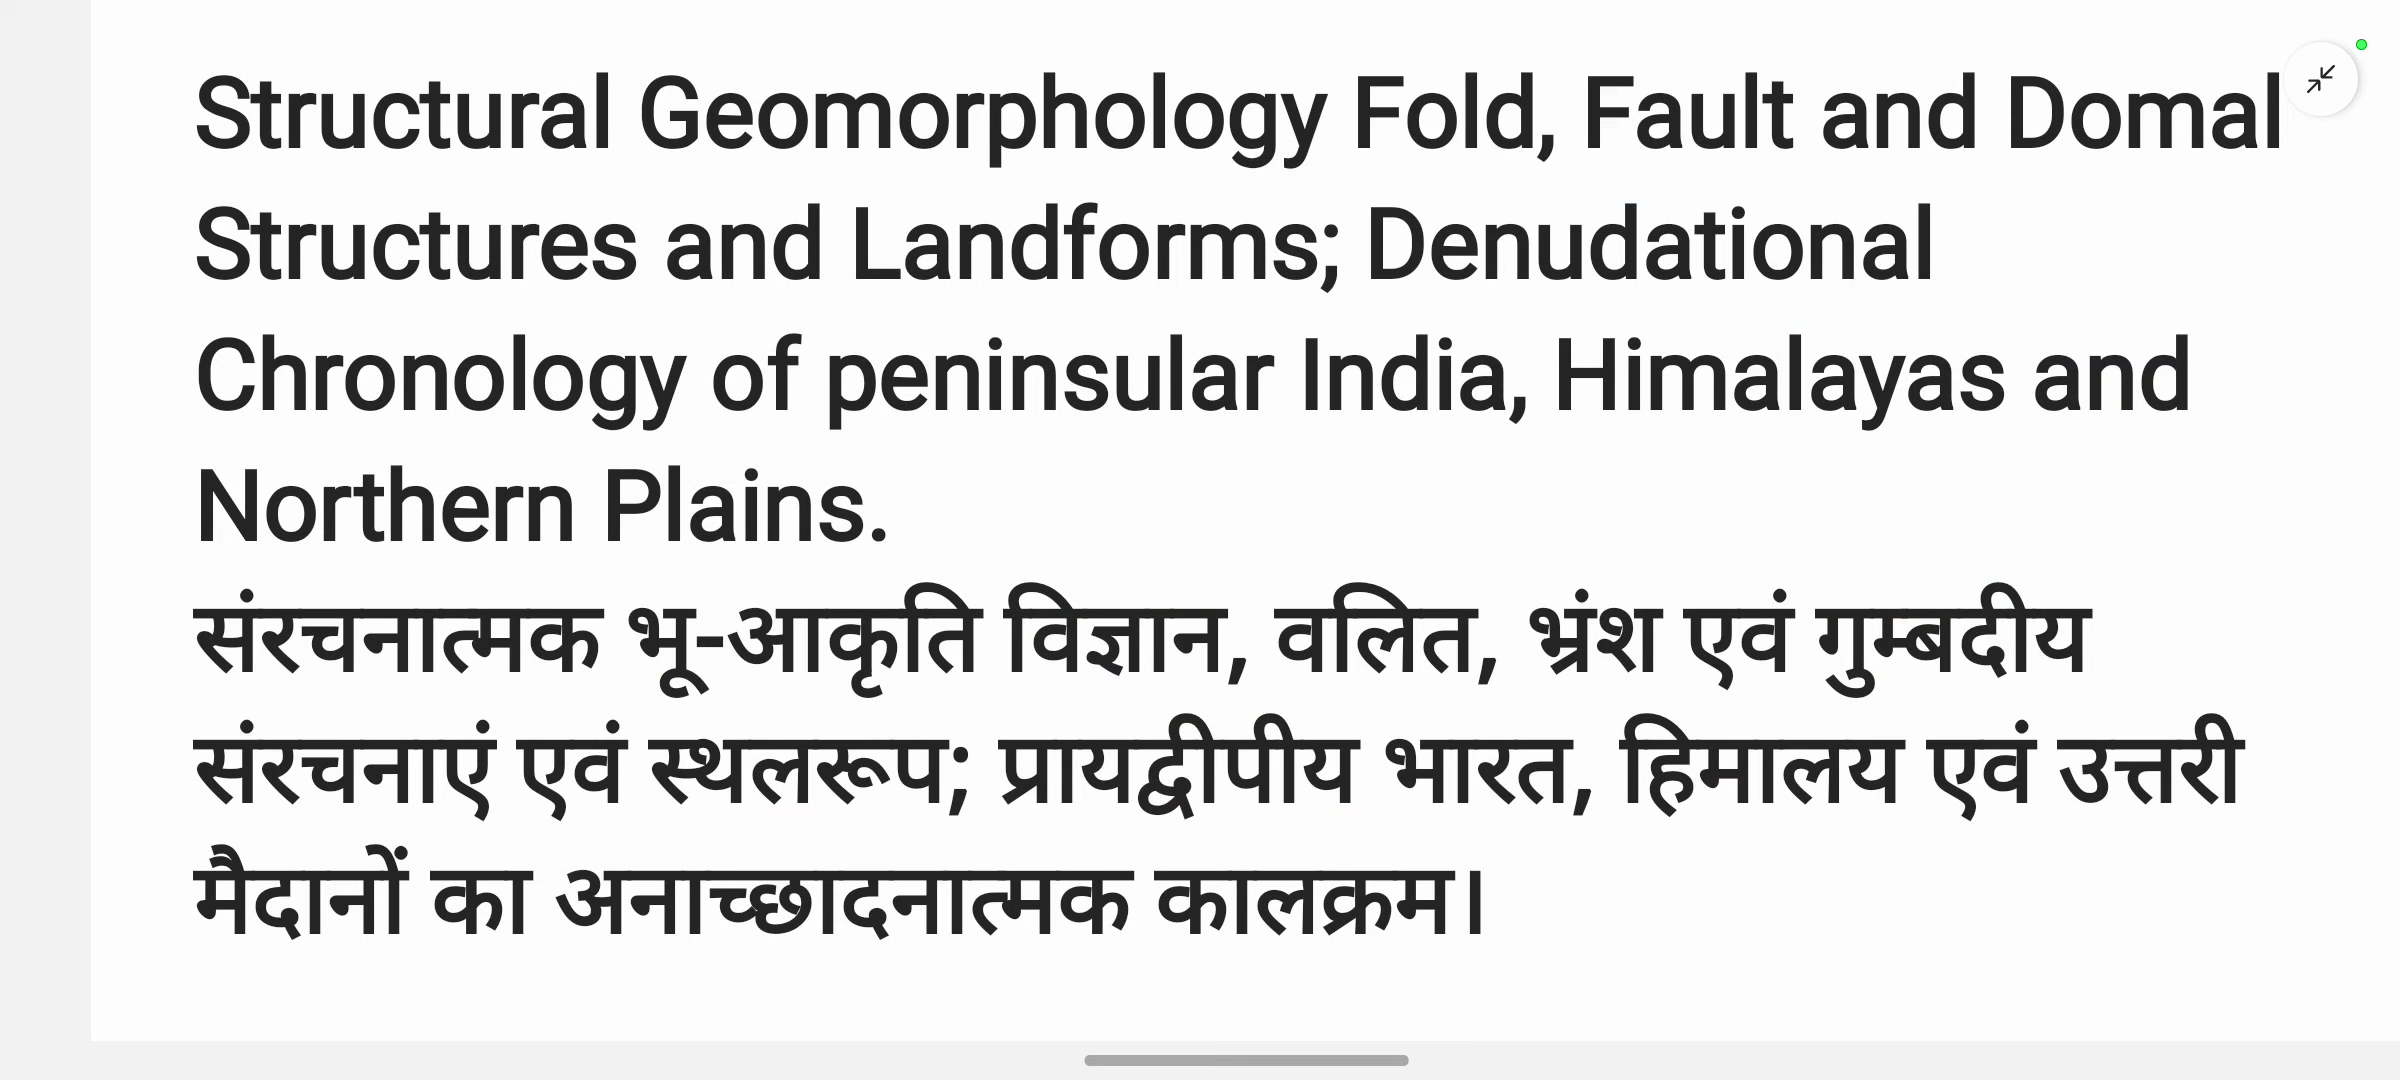 Structural Geomorphology Fold, Fault and Domal
Structures and Landforms; Denudational
Chronology of peninsular India, Himalayas and
Northern Plains.
संरचनात्मक भू-आकृति विज्ञान, वलित, भ्रंश एवं गुम्बदीय
संरचनाएं एवं स्थलरूप; प्रायद्वीपीय भारत, हिमालय एवं उत्तरी
मैदानों का अनाच्छादनात्मक कालक्रम।